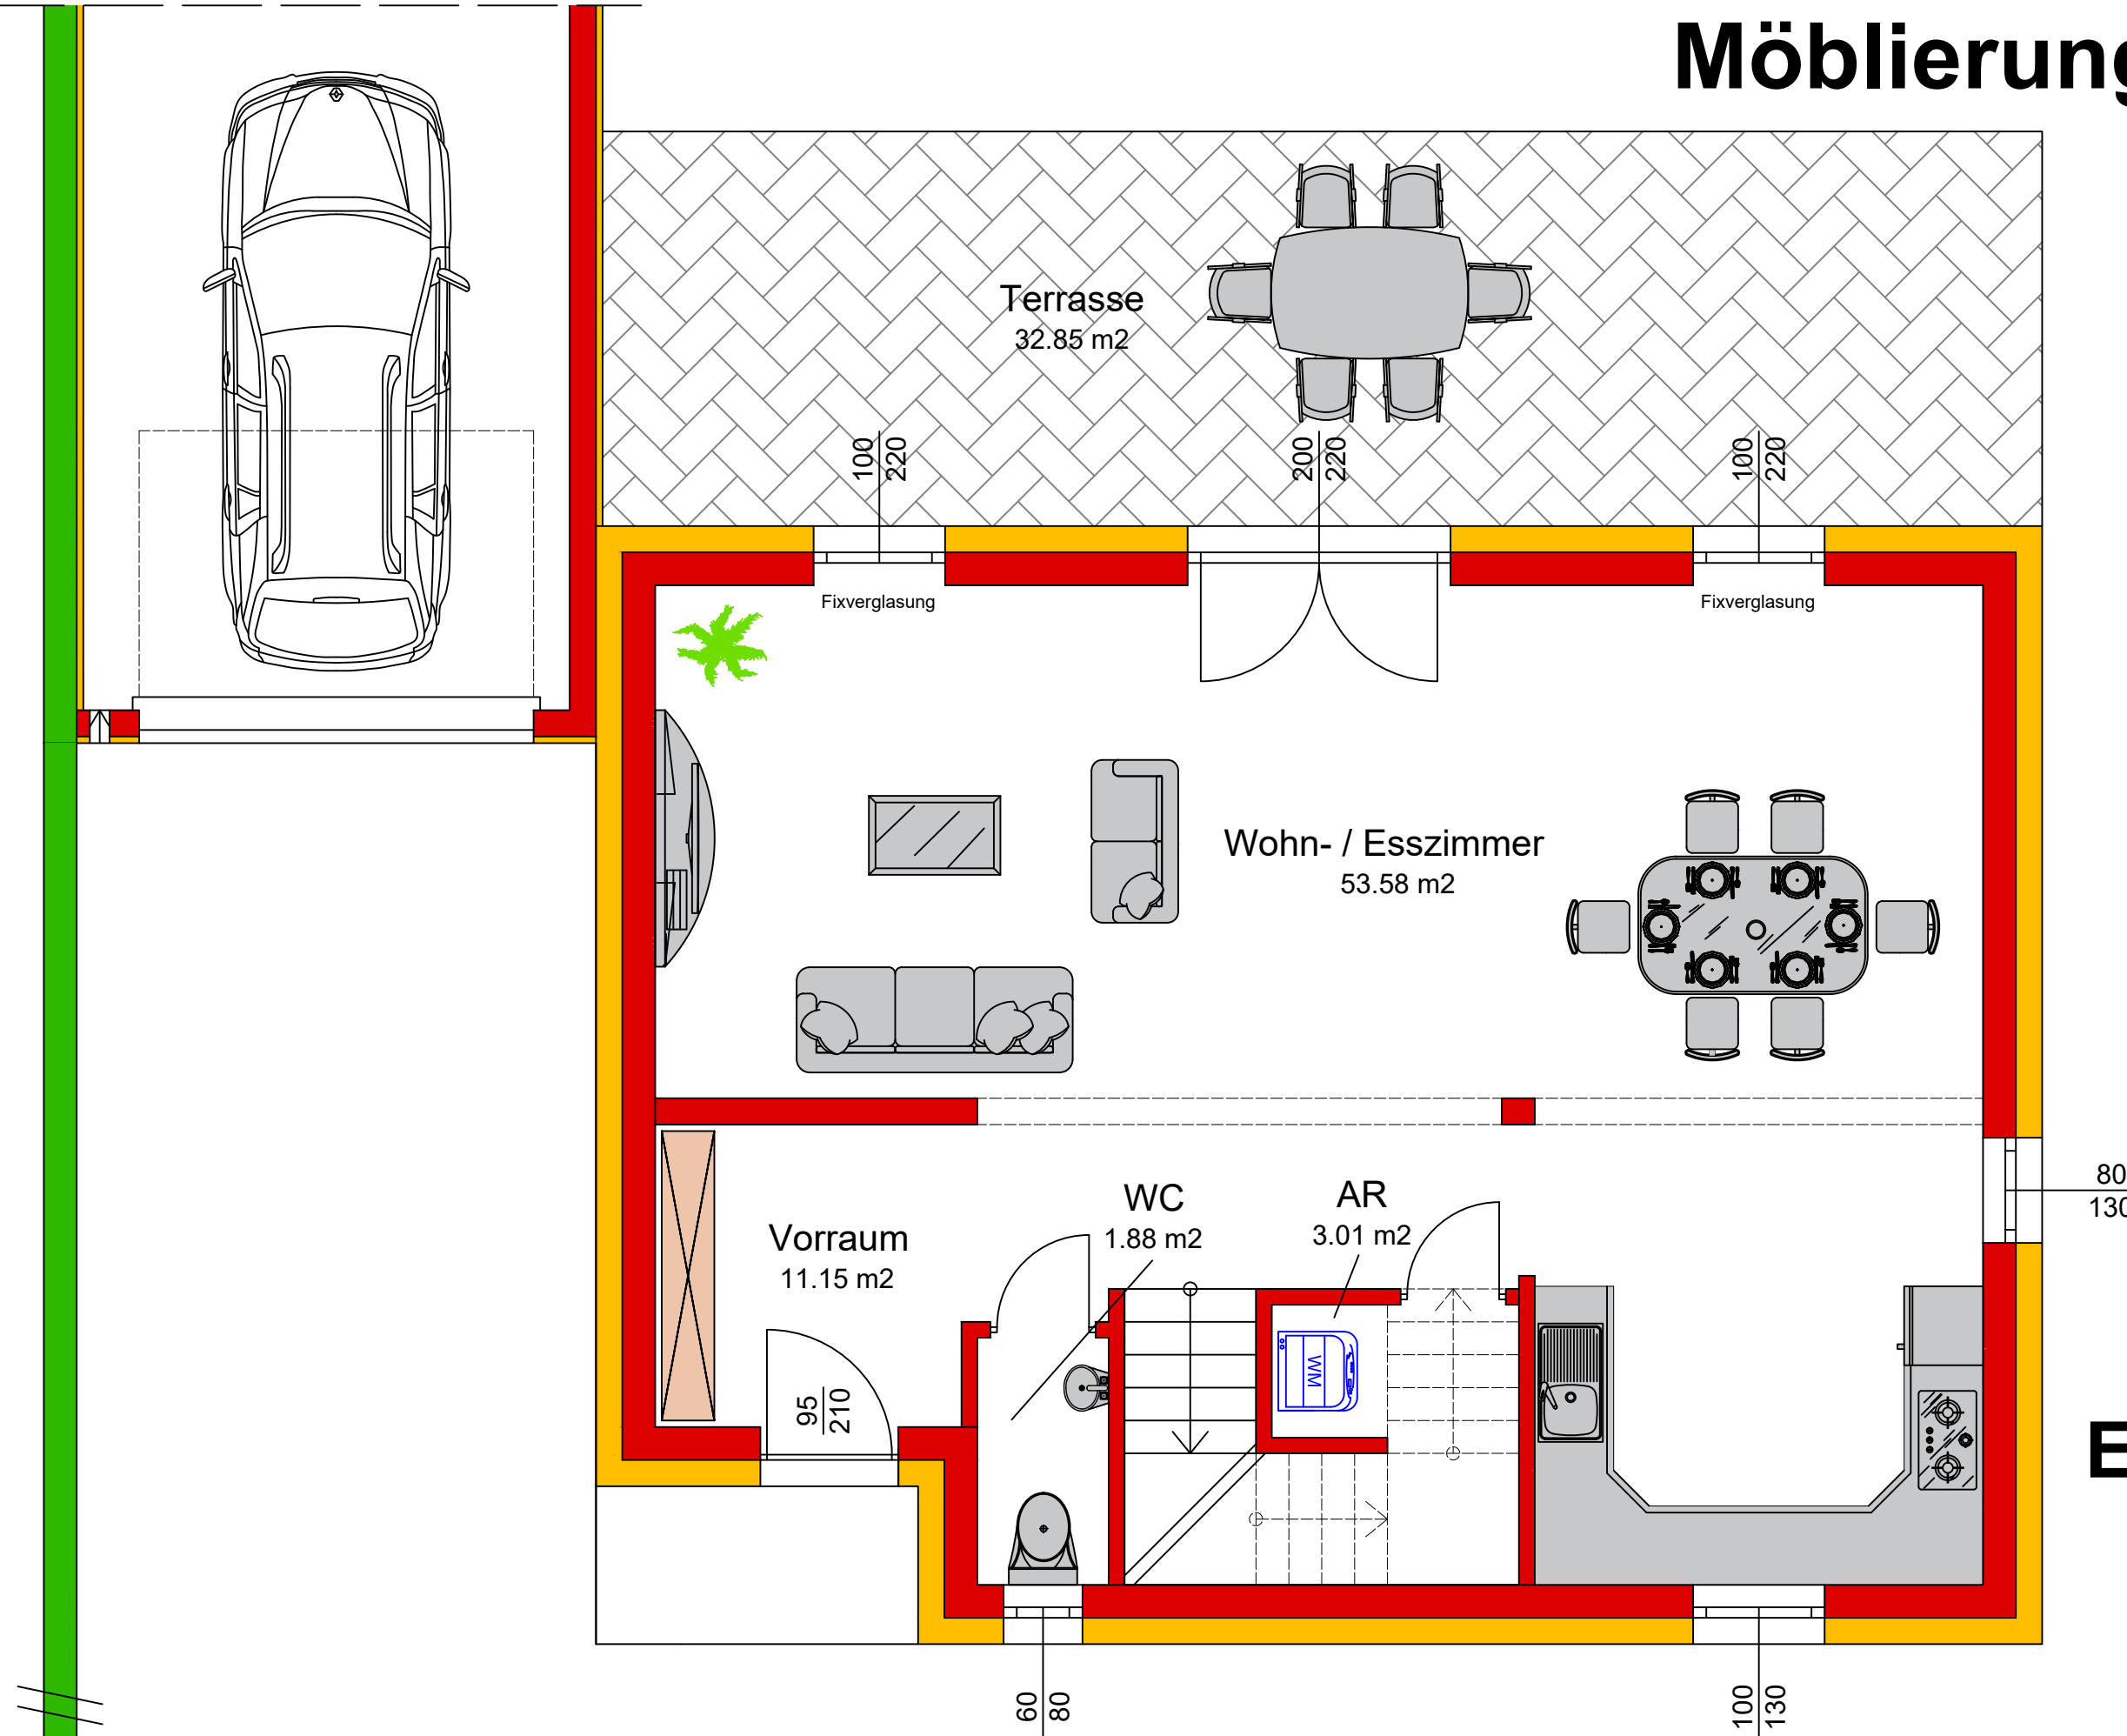 Möblierung
Terrasse
32.85 m2
100
220
200
220
100
220
Fixverglasung
Fixverglasung
Wohn- / Esszimmer
53.58 m2
80
130
WC
1.88 m2
AR
3.01 m2
Vorraum
11.15 m2
95
210
WM
E
60
80
100
130